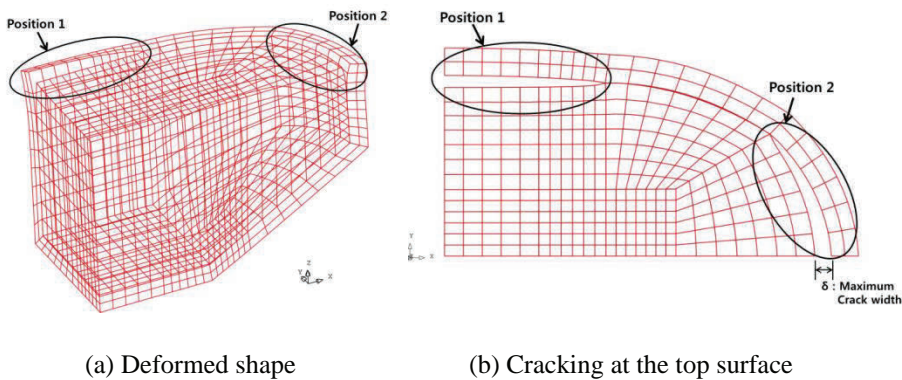 Position 1
Position 2
Z
Y
X
Position 1
Position 2
Y
Z
X
δ : Maximum
Crack width
(a) Deformed shape
(b) Cracking at the top surface